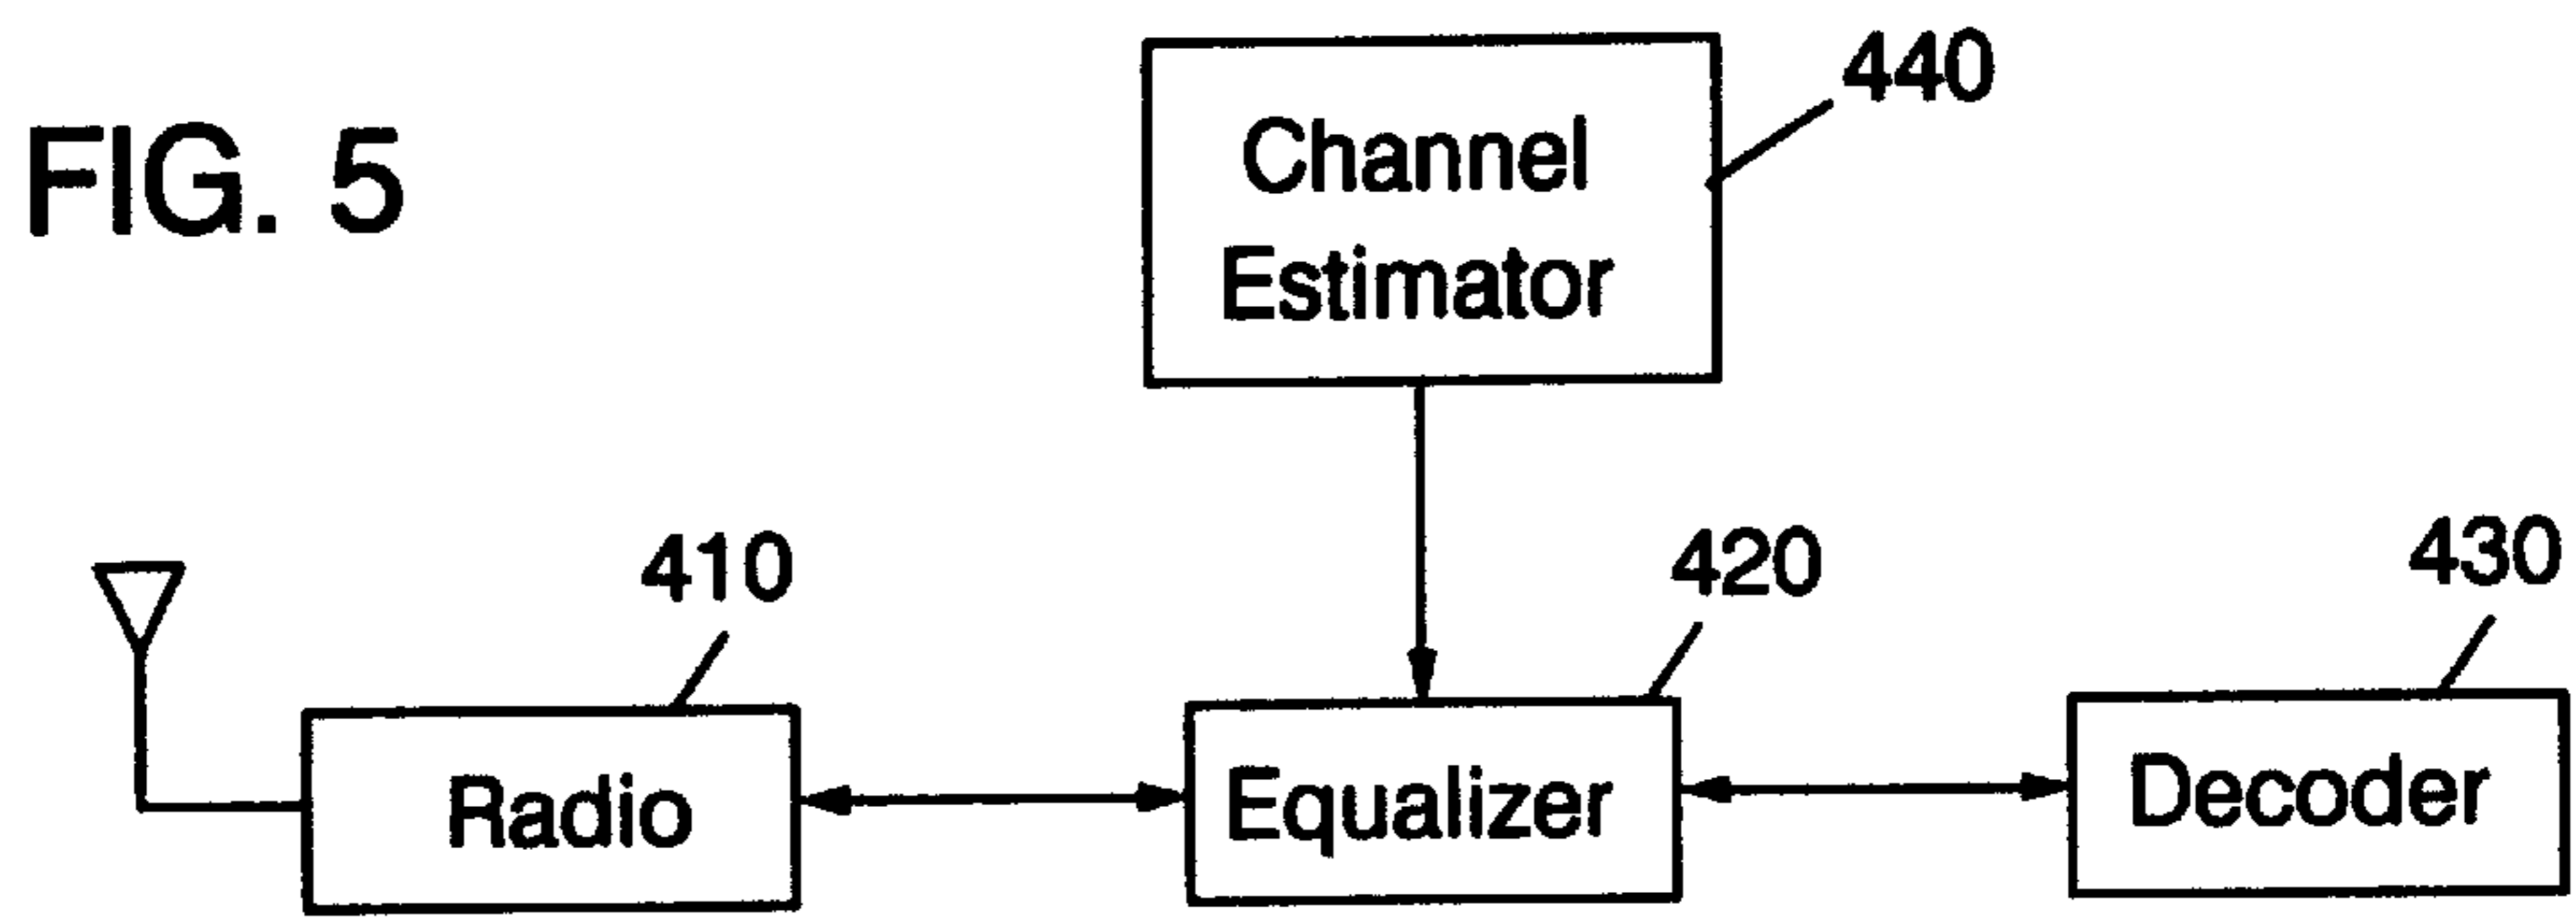 FIG. 5
440
Channel
Estimator
410
420
430
Radio
Equalizer
Decoder